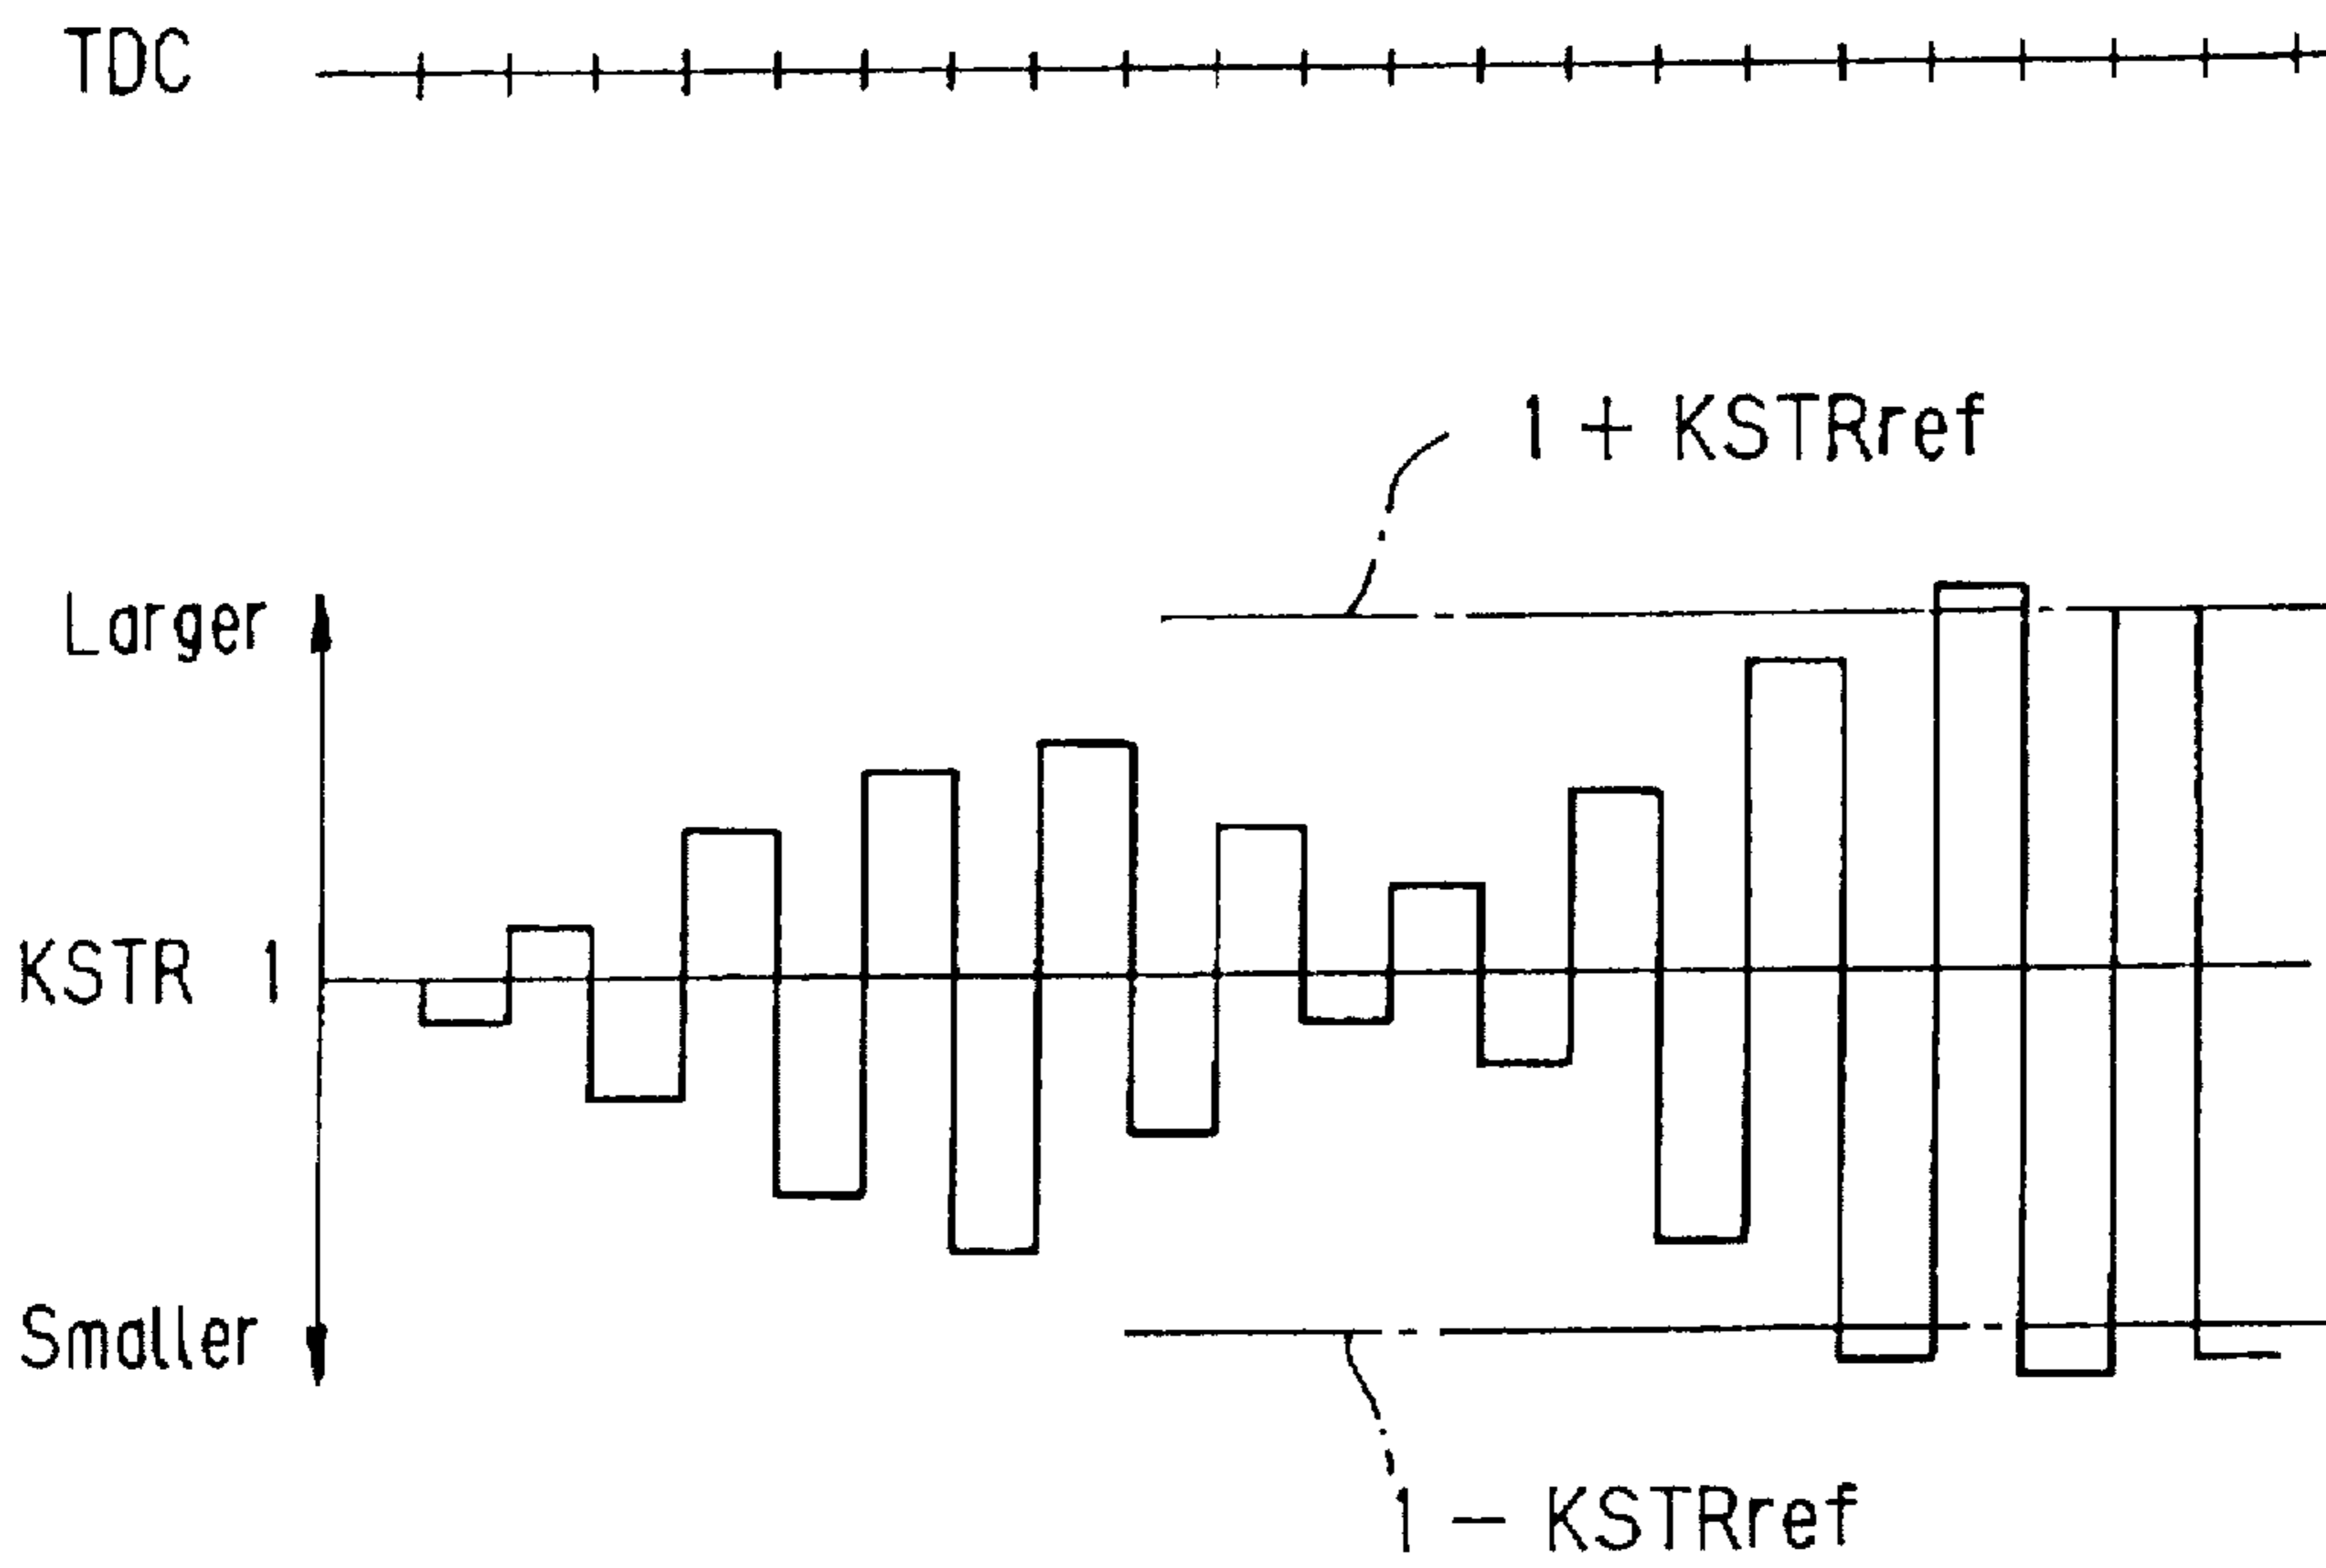 TDC
1 + KSTRref
Larger
KSTR 1
Smaller
1 - KSTRref